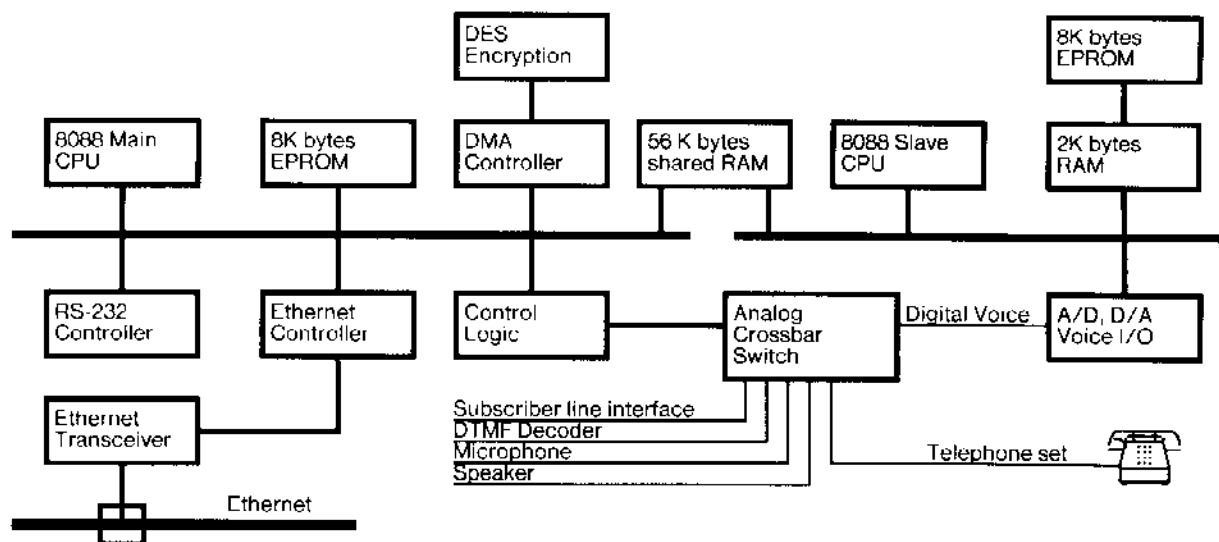 DES
Encryption
8K bytes
EPROM
8088 Main
CPU
8K bytes
EPROM
DMA
Controller
56 K bytes
shared RAM
8088 Slave
CPU
2K bytes
RAM
RS-232
Controller
Ethernet
Controller
Control
Logic
Analog
Crossbar
Switch
Digital Voice
A/D, D/A
Voice I/O
Ethernet
Transceiver
Subscriber line interface
DTMF Decoder
Microphone
Speaker
Telephone set
Ethernet